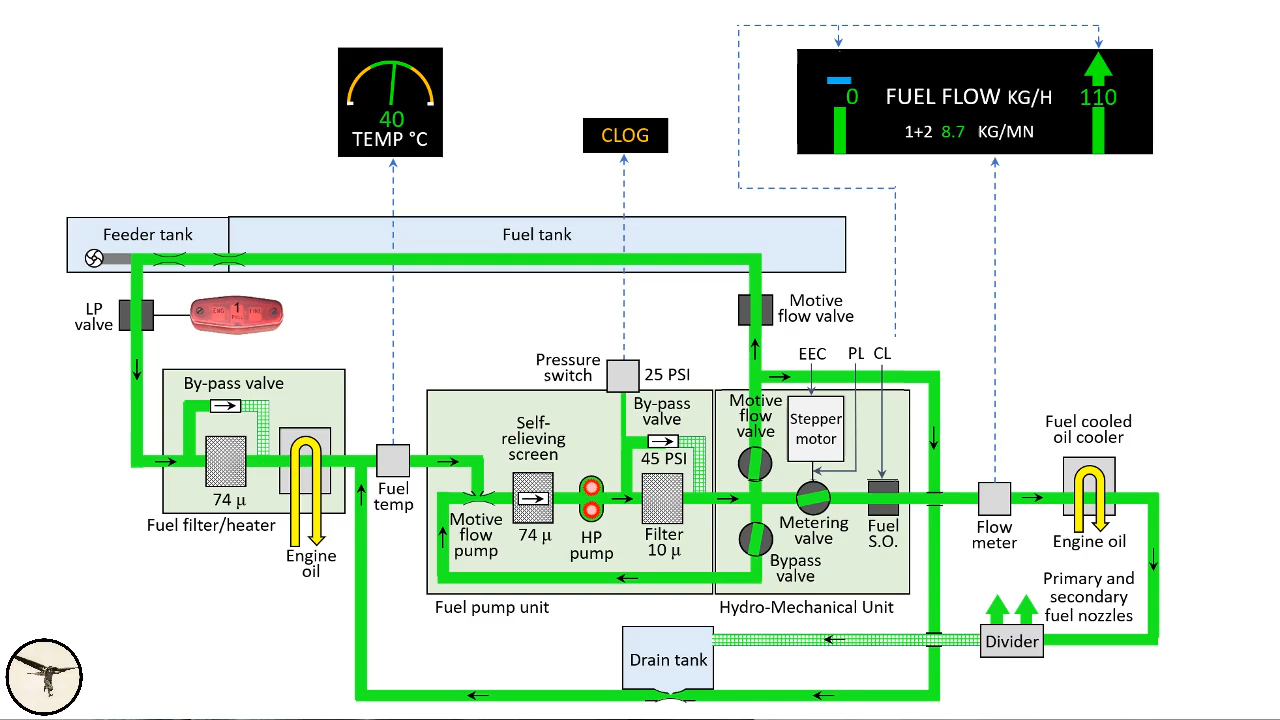 40
TEMP °C
CLOG
0
FUEL FLOW KG/H
110
1+2 8.7 KG/MN
Feeder tank
Fuel tank
LP
valve
ENG
1
PULL
FIRE
Motive
flow valve
Pressure
switch
25 PSI
EEC
PL
CL
By-pass valve
By-pass
valve
45 PSI
Motive
flow
valve
Stepper
motor
Self-
relieving
screen
Fuel cooled
oil cooler
74 µ
Fuel filter/heater
Engine
oil
Fuel
temp
Motive
flow
pump
74 µ
HP
pump
Filter
10 µ
Metering
valve
Fuel
S.O.
Flow
meter
Engine oil
Bypass
valve
Fuel pump unit
Hydro-Mechanical Unit
Primary and
secondary
fuel nozzles
Divider
Drain tank